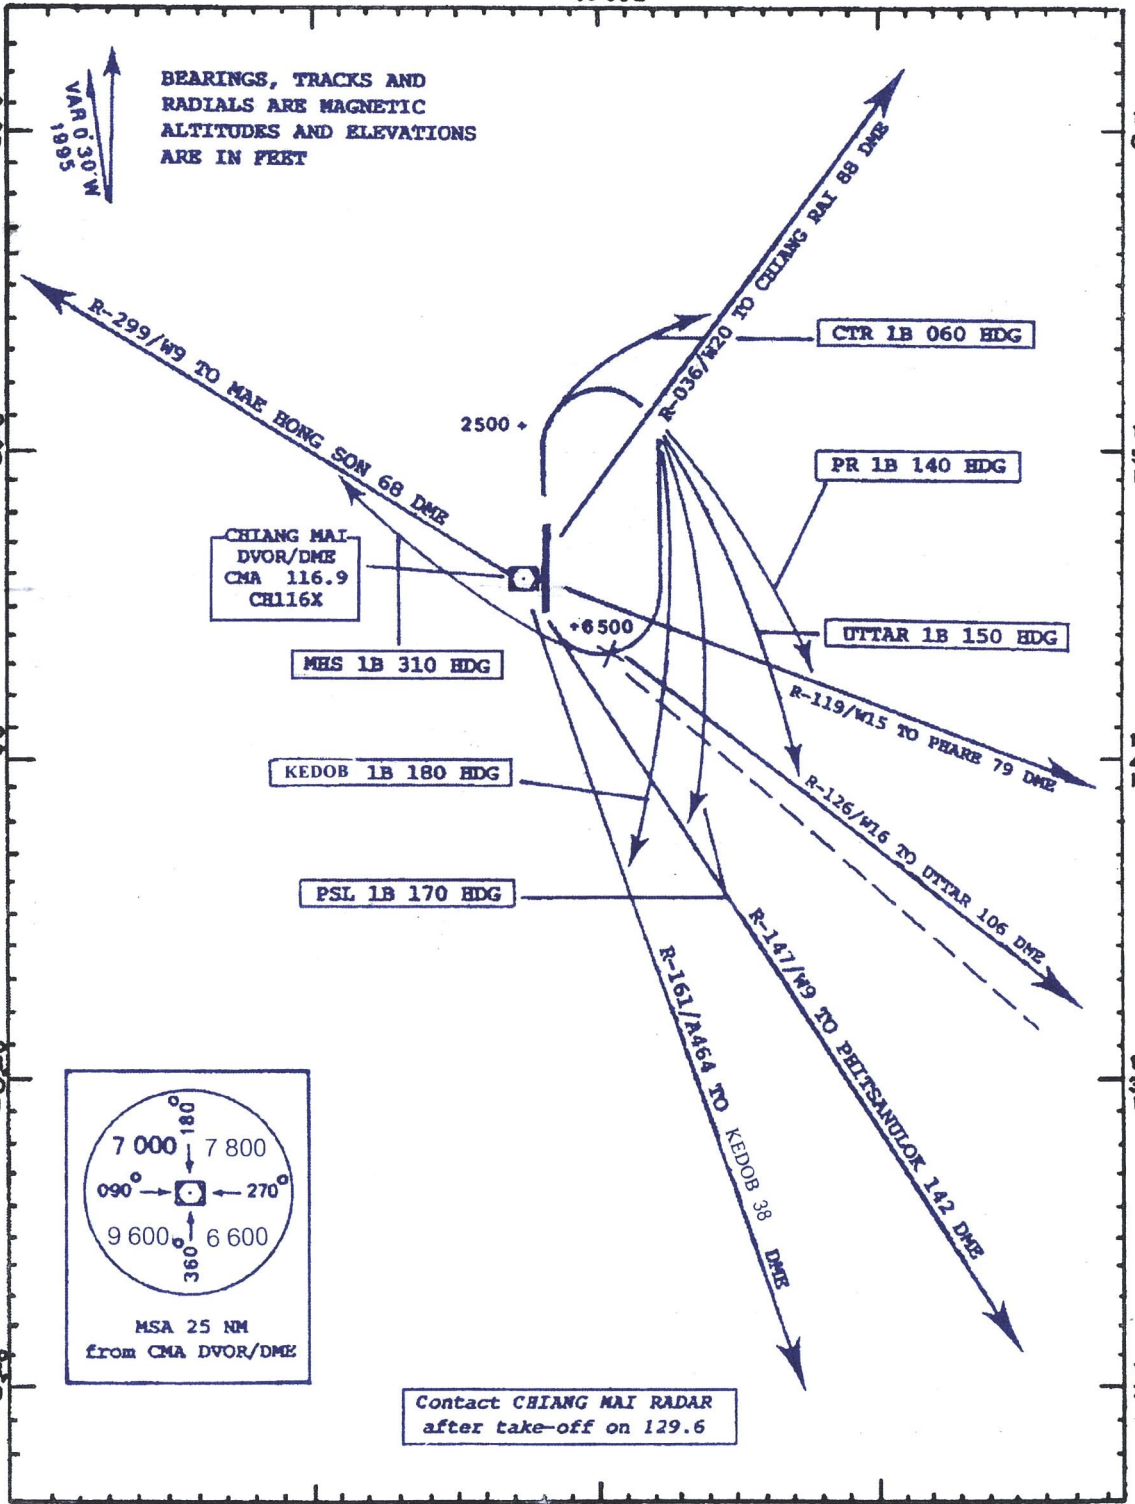 VAR 0°30'W
1995
BEARINGS, TRACKS AND
RADIALS ARE MAGNETIC
ALTITUDES AND ELEVATIONS
ARE IN FEET
R-036/W20 TO CHIANG RAI 88 DME
R-299/W9 TO MAE HONG SON 68 DME
CTR 1B 060 HDG
2500 +
PR 1B 140 HDG
CHIANG MAI
DVOR/DME
CMA 116.9
CH116X
+6500
UTTAR 1B 150 HDG
MHS 1B 310 HDG
R-119/W15 TO PHARE 79 DME
KEDOB 1B 180 HDG
R-126/W16 TO UTTAR 106 DME
PSL 1B 170 HDG
R-147/W9 TO PHITSANULOK 142 DME
R-161/A464 TO KEDOB 38 DME
180°
7 000 7 800
090° 270°
9 600 6 600
360°
MSA 25 NM
from CMA DVOR/DME
Contact CHIANG MAI RADAR
after take-off on 129.6